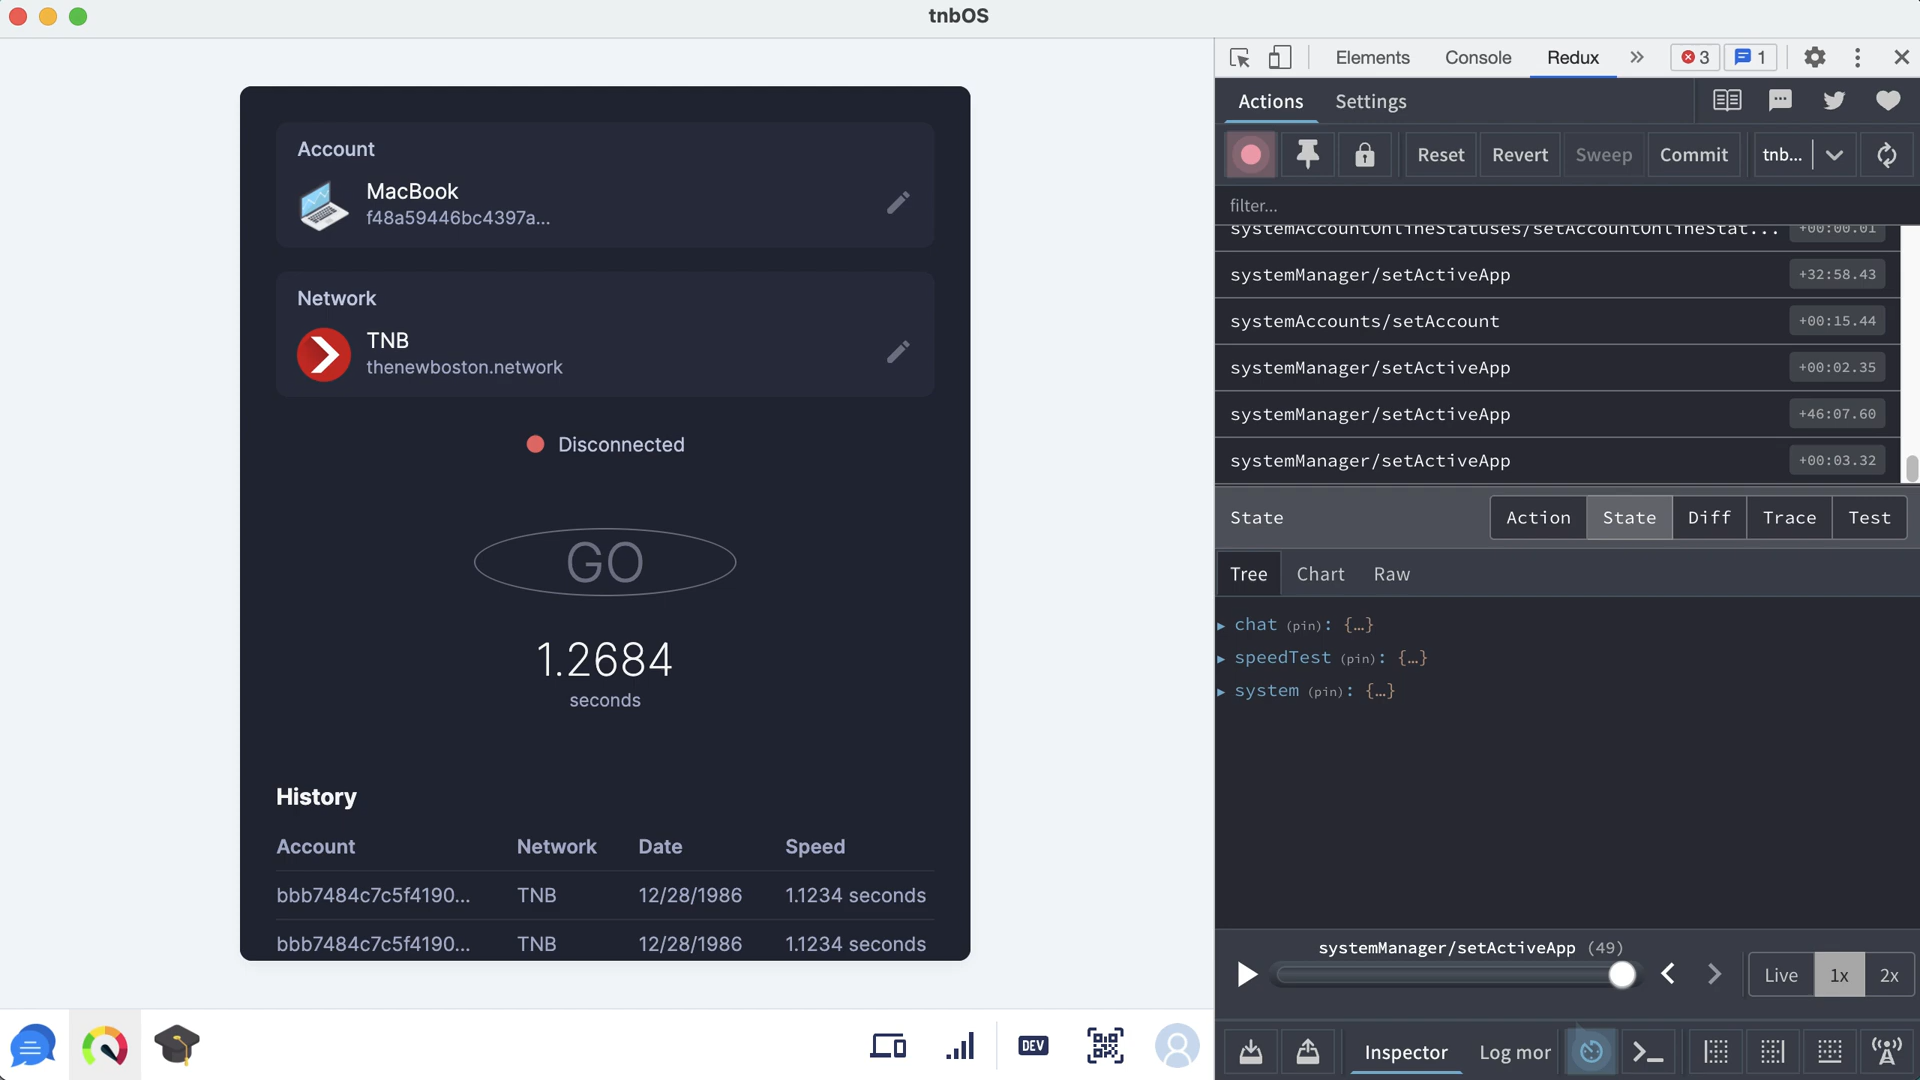 tnbOS
Elements Console Redux 3 1
Actions Settings
Reset Revert Sweep Commit tnb...
filter...
systemAccountOnlineStatuses/setAccountOnlineStat... +00:00.01
systemManager/setActiveApp +32:58.43
systemAccounts/setAccount +00:15.44
systemManager/setActiveApp +00:02.35
systemManager/setActiveApp +46:07.60
systemManager/setActiveApp +00:03.32
State Action State Diff Trace Test
Tree Chart Raw
chat (pin): {…}
speedTest (pin): {…}
system (pin): {…}
systemManager/setActiveApp (49)
Live 1x 2x
Inspector Log mor
Account
MacBook
f48a59446bc4397a...
Network
TNB
thenewboston.network
Disconnected
GO
1.2684
seconds
History
Account Network Date Speed
bbb7484c7c5f4190... TNB 12/28/1986 1.1234 seconds
bbb7484c7c5f4190... TNB 12/28/1986 1.1234 seconds
DEV